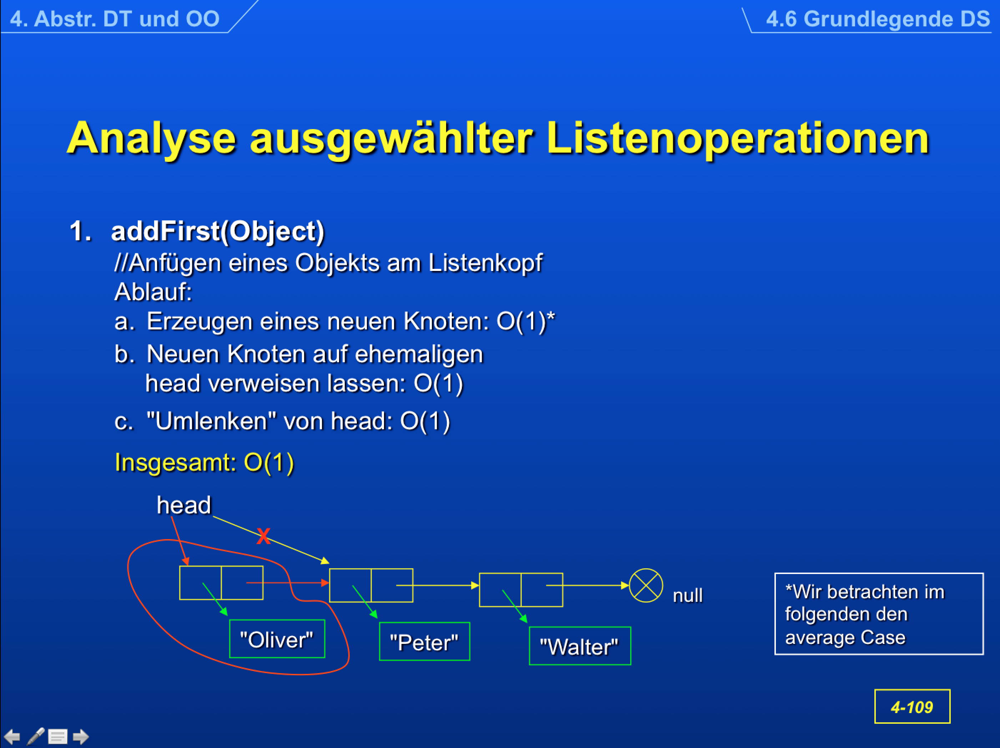 4. Abstr. DT und OO
4.6 Grundlegende DS
Analyse ausgewählter Listenoperationen
1. addFirst(Object)
//Anfügen eines Objekts am Listenkopf
Ablauf:
a. Erzeugen eines neuen Knoten: O(1)*
b. Neuen Knoten auf ehemaligen
head verweisen lassen: O(1)
c. "Umlenken" von head: O(1)
Insgesamt: O(1)
head
X
null
"Oliver"
"Peter"
"Walter"
*Wir betrachten im
folgenden den
average Case
4-109